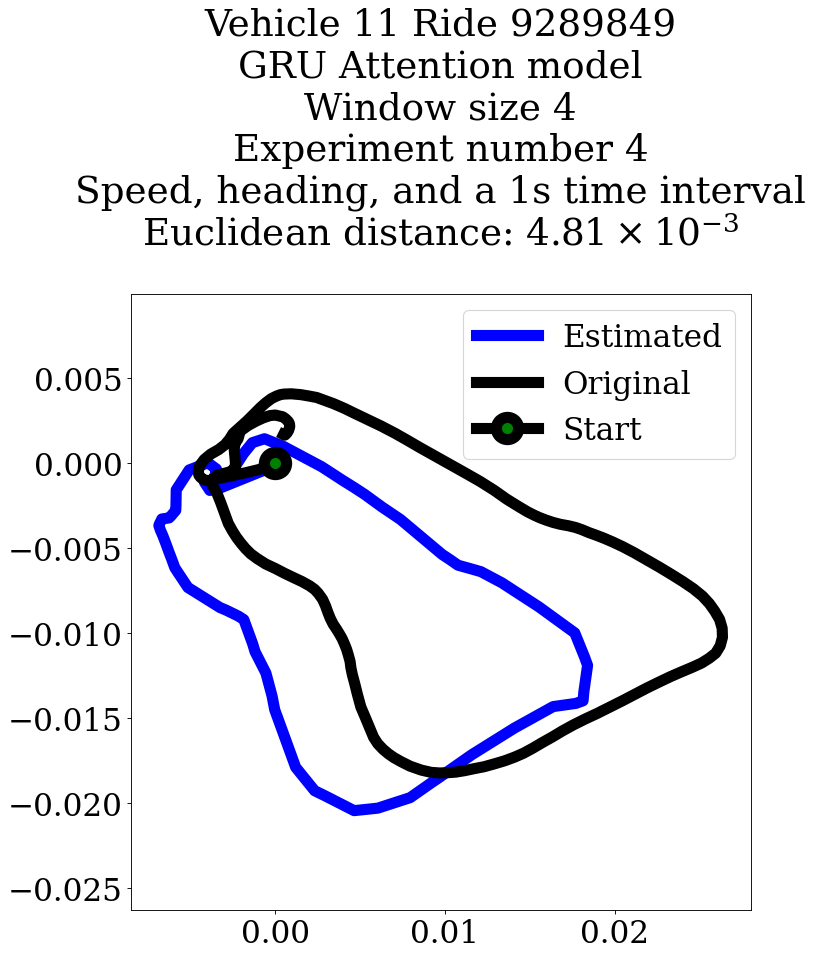 Vehicle 11 Ride 9289849
GRU Attention model
Window size 4
Experiment number 4
Speed, heading, and a 1s time interval
Euclidean distance: 4.81 × 10⁻³
Estimated
Original
Start
0.005
0.000
−0.005
−0.010
−0.015
−0.020
−0.025
0.00 0.01 0.02